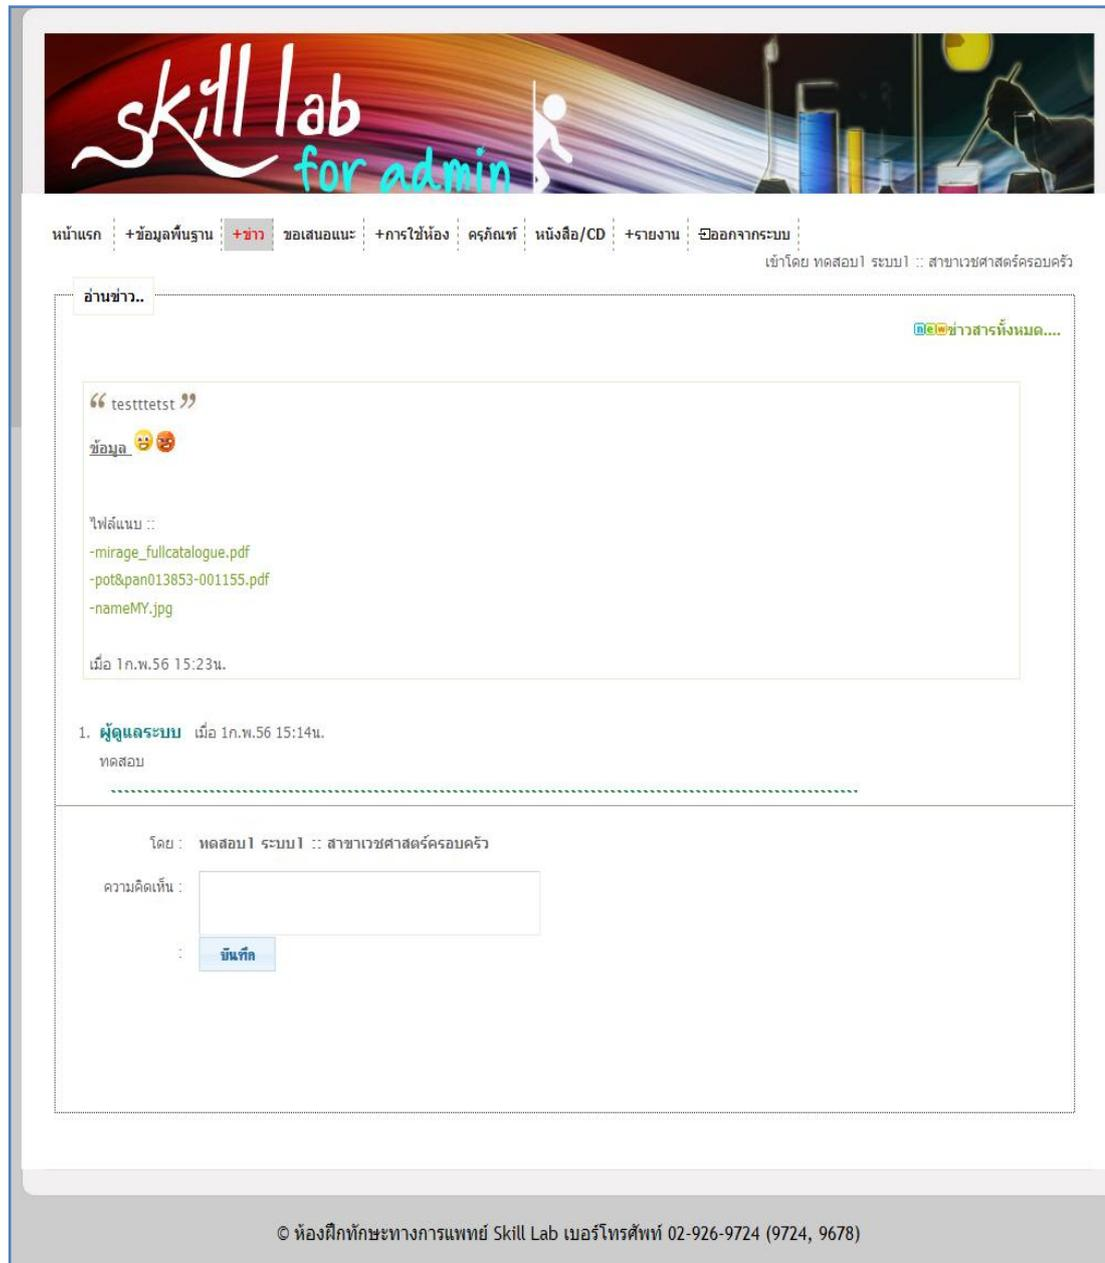 skill lab
for admin
หน้าแรก +ข้อมูลพื้นฐาน +ข่าว ขอเสนอแนะ +การใช้ห้อง ครุภัณฑ์ หนังสือ/CD +รายงาน ออกจากระบบ
เข้าโดย ทดสอบ1 ระบบ1 :: สาขาเวชศาสตร์ครอบครัว
อ่านข่าว..
new ข่าวสารทั้งหมด....
“ testttetst ”
ข้อมูล
ไฟล์แนบ ::
-mirage_fullcatalogue.pdf
-pot&pan013853-001155.pdf
-nameMY.jpg
เมื่อ 1ก.พ.56 15:23น.
1. ผู้ดูแลระบบ เมื่อ 1ก.พ.56 15:14น.
ทดสอบ
โดย : ทดสอบ1 ระบบ1 :: สาขาเวชศาสตร์ครอบครัว
ความคิดเห็น :
: บันทึก
© ห้องฝึกทักษะทางการแพทย์ Skill Lab เบอร์โทรศัพท์ 02-926-9724 (9724, 9678)